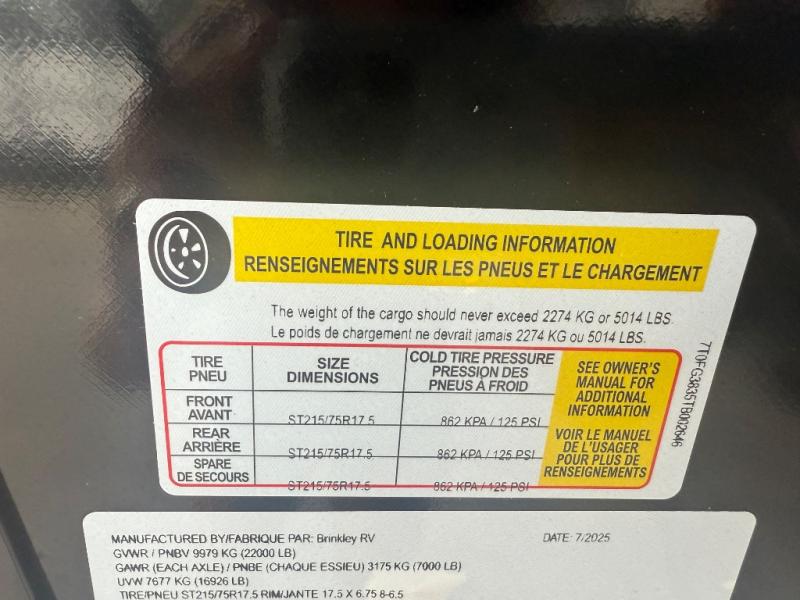 TIRE AND LOADING INFORMATION
RENSEIGNEMENTS SUR LES PNEUS ET LE CHARGEMENT
The weight of the cargo should never exceed 2274 KG or 5014 LBS.
Le poids de chargement ne devrait jamais 2274 KG ou 5014 LBS.
TIRE
PNEU
SIZE
DIMENSIONS
COLD TIRE PRESSURE
PRESSION DES
PNEUS À FROID
FRONT
AVANT
ST215/75R17.5
862 KPA / 125 PSI
REAR
ARRIÈRE
ST215/75R17.5
862 KPA / 125 PSI
SPARE
DE SECOURS
ST215/75R17.5
862 KPA / 125 PSI
SEE OWNER'S
MANUAL FOR
ADDITIONAL
INFORMATION
VOIR LE MANUEL
DE L'USAGER
POUR PLUS DE
RENSEIGNEMENTS
7T0FG3835TB002646
MANUFACTURED BY/FABRIQUE PAR: Brinkley RV
DATE: 7/2025
GVWR / PNBV 9979 KG (22000 LB)
GAWR (EACH AXLE) / PNBE (CHAQUE ESSIEU) 3175 KG (7000 LB)
UVW 7677 KG (16926 LB)
TIRE/PNEU ST215/75R17.5 RIM/JANTE 17.5 X 6.75 8-6.5